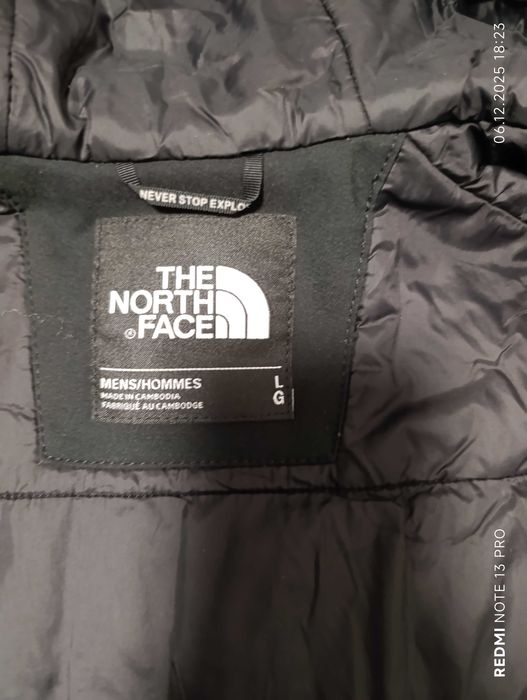 NEVER STOP EXPLO
THE
NORTH
FACE
®
MENS/HOMMES
L
MADE IN CAMBODIA
G
FABRIQUÉ AU CAMBODGE
06.12.2025 18:23
REDMI NOTE 13 PRO